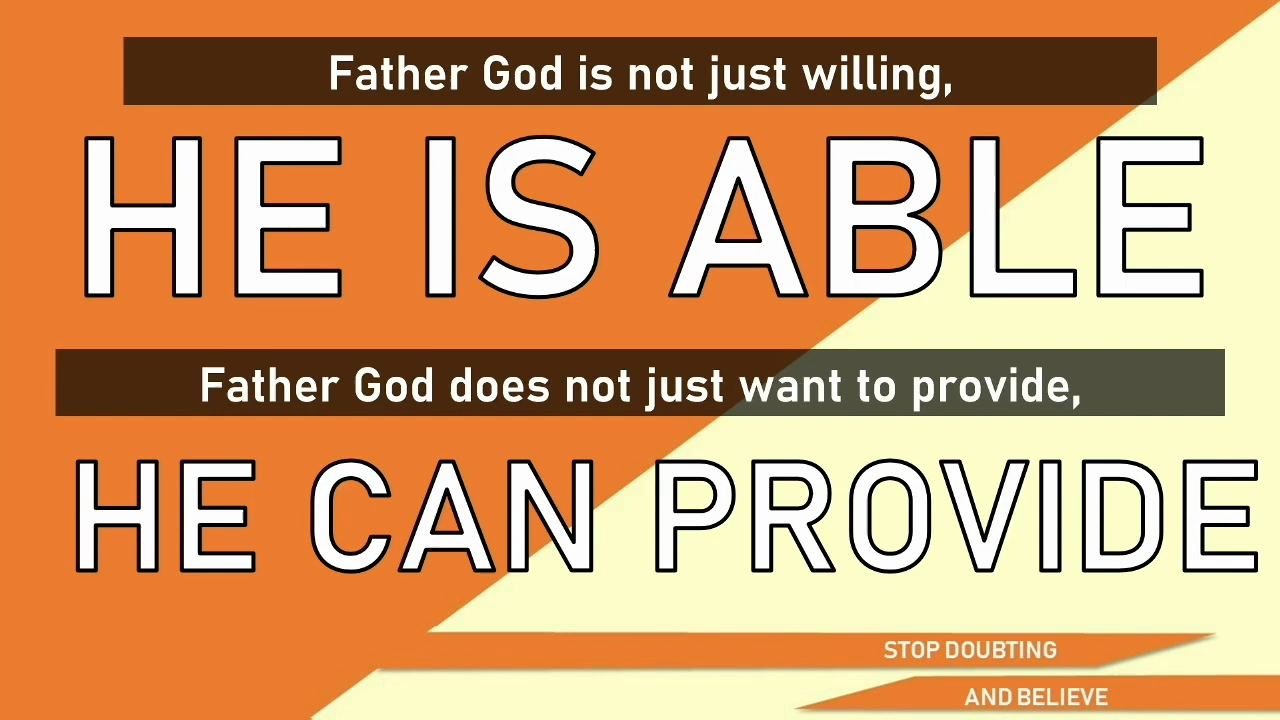 Father God is not just willing,
HE IS ABLE
Father God does not just want to provide,
HE CAN PROVIDE
STOP DOUBTING
AND BELIEVE